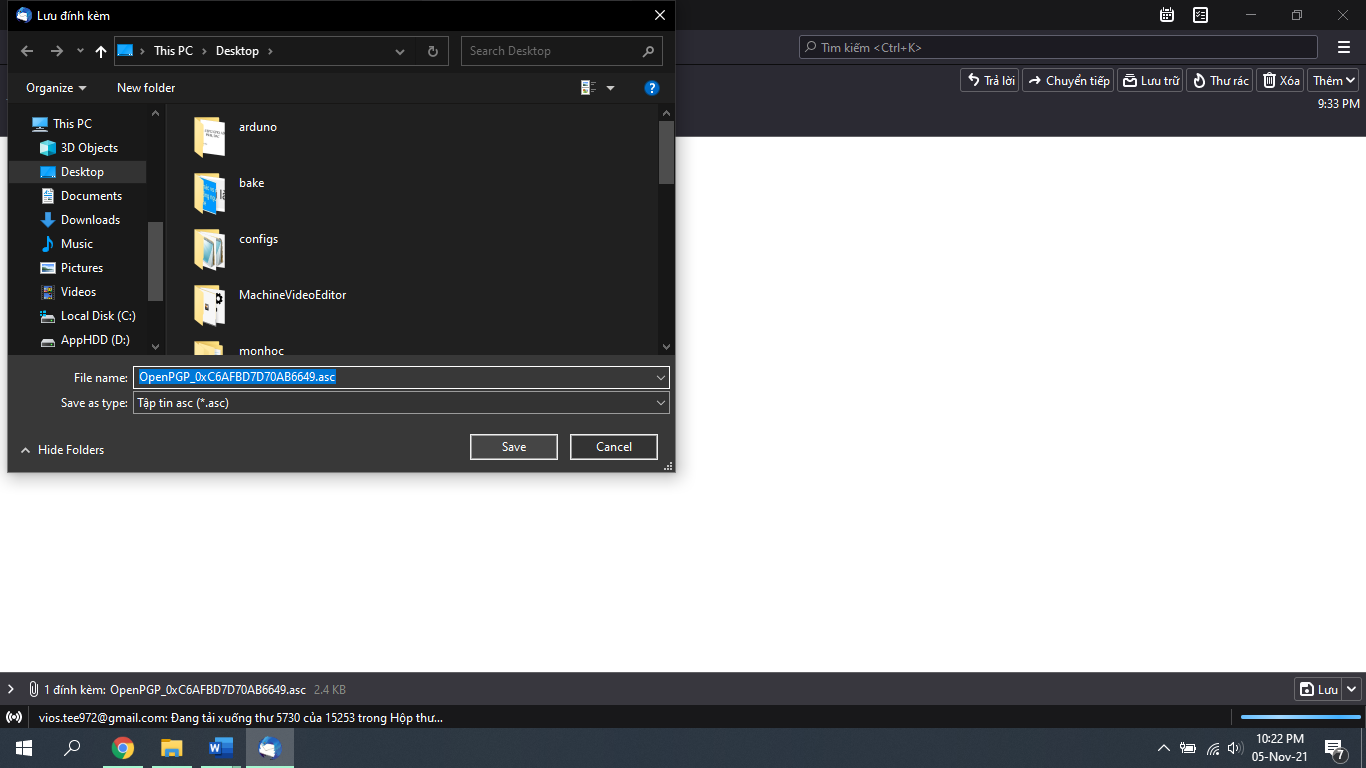 Lưu đính kèm
This PC
Desktop
Search Desktop
Tìm kiếm <Ctrl+K>
Organize
New folder
Trả lời
Chuyển tiếp
Lưu trữ
Thư rác
Xóa
Thêm
9:33 PM
This PC
3D Objects
Desktop
Documents
Downloads
Music
Pictures
Videos
Local Disk (C:)
AppHDD (D:)
arduno
bake
configs
MachineVideoEditor
monhoc
File name:
OpenPGP_0xC6AFBD7D70AB6649.asc
Save as type:
Tập tin asc (*.asc)
Hide Folders
Save
Cancel
1 đính kèm: OpenPGP_0xC6AFBD7D70AB6649.asc 2.4 KB
Lưu
vios.tee972@gmail.com: Đang tải xuống thư 5730 của 15253 trong Hộp thư...
10:22 PM
05-Nov-21
7